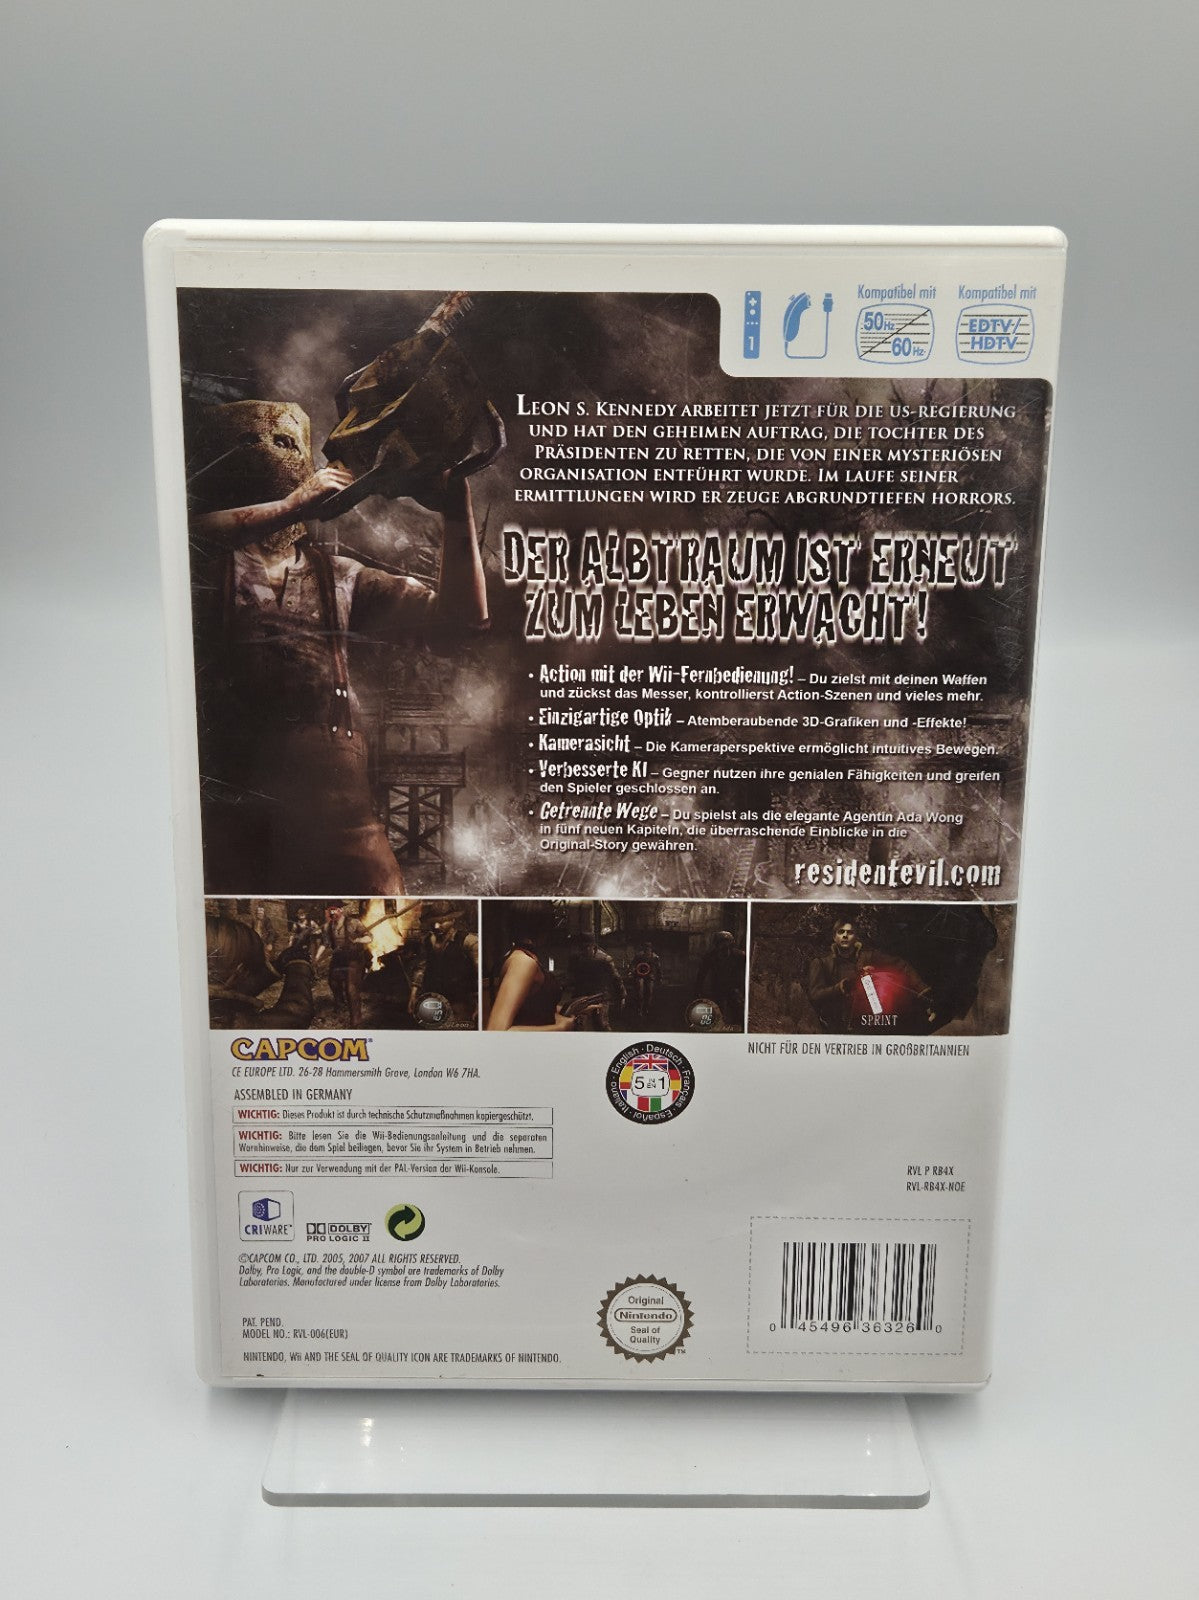 Kompatibel mit
50Hz
60Hz
Kompatibel mit
EDTV/
HDTV
1
LEON S. KENNEDY ARBEITET JETZT FÜR DIE US-REGIERUNG
UND HAT DEN GEHEIMEN AUFTRAG, DIE TOCHTER DES
PRÄSIDENTEN ZU RETTEN, DIE VON EINER MYSTERIÖSEN
ORGANISATION ENTFÜHRT WURDE. IM LAUFE SEINER
ERMITTLUNGEN WIRD ER ZEUGE ABGRUNDTIEFEN HORRORS.
DER ALBTRAUM IST ERNEUT
ZUM LEBEN ERWACHT!
• Action mit der Wii-Fernbedienung! – Du zielst mit deinen Waffen
und zückst das Messer, kontrollierst Action-Szenen und vieles mehr.
• Einzigartige Optik – Atemberaubende 3D-Grafiken und -Effekte!
• Kamerasicht – Die Kameraperspektive ermöglicht intuitives Bewegen.
• Verbesserte KI – Gegner nutzen ihre genialen Fähigkeiten und greifen
den Spieler geschlossen an.
• Getrennte Wege – Du spielst als die elegante Agentin Ada Wong
in fünf neuen Kapiteln, die überraschende Einblicke in die
Original-Story gewähren.
residentevil.com
SPRINT
CAPCOM
CE EUROPE LTD. 26-28 Hammersmith Grove, London W6 7HA.
ASSEMBLED IN GERMANY
WICHTIG: Dieses Produkt ist durch technische Schutzmaßnahmen kopiergeschützt.
WICHTIG: Bitte lesen Sie die Wii-Bedienungsanleitung und die separaten
Warnhinweise, die dem Spiel beiliegen, bevor Sie ihr System in Betrieb nehmen.
WICHTIG: Nur zur Verwendung mit der PAL-Version der Wii-Konsole.
English · Deutsch · Français · Español · Italiano ·
5 IN EN 1
NICHT FÜR DEN VERTRIEB IN GROßBRITANNIEN
RVL P RB4X
RVL-RB4X-NOE
CRIWARE™
DOLBY
PRO LOGIC II
©CAPCOM CO., LTD. 2005, 2007 ALL RIGHTS RESERVED.
Dolby, Pro Logic, and the double-D symbol are trademarks of Dolby
Laboratories. Manufactured under license from Dolby Laboratories.
PAT. PEND.
MODEL NO.: RVL-006(EUR)
NINTENDO, Wii AND THE SEAL OF QUALITY ICON ARE TRADEMARKS OF NINTENDO.
Original
Nintendo
Seal of
Quality
TM
0 45496 36326 0